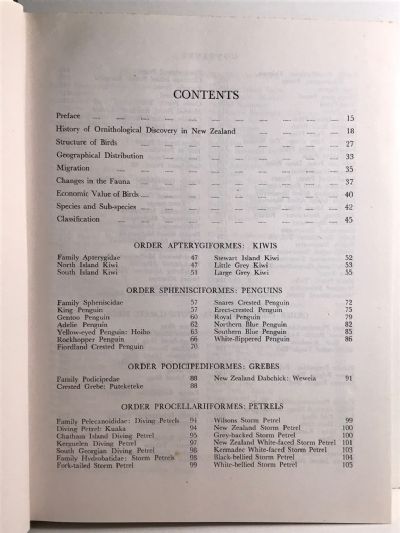 CONTENTS
Preface 15
History of Ornithological Discovery in New Zealand 18
Structure of Birds 27
Geographical Distribution 33
Migration 35
Changes in the Fauna 37
Economic Value of Birds 40
Species and Sub-species 42
Classification 45
ORDER APTERYGIFORMES: KIWIS
Family Apterygidae 47
North Island Kiwi 47
South Island Kiwi 51
Stewart Island Kiwi 52
Little Grey Kiwi 53
Large Grey Kiwi 55
ORDER SPHENISCIFORMES: PENGUINS
Family Spheniscidae 57
King Penguin 57
Gentoo Penguin 60
Adelie Penguin 62
Yellow-eyed Penguin: Hoiho 63
Rockhopper Penguin 66
Fiordland Crested Penguin 70
Snares Crested Penguin 72
Erect-crested Penguin 75
Royal Penguin 79
Northern Blue Penguin 82
Southern Blue Penguin 85
White-flippered Penguin 86
ORDER PODICIPEDIFORMES: GREBES
Family Podicipedae 88
Crested Grebe: Puteketeke 88
New Zealand Dabchick: Weweia 91
ORDER PROCELLARIIFORMES: PETRELS
Family Pelecanoididae: Diving Petrels 94
Diving Petrel: Kuaka 94
Chatham Island Diving Petrel 95
Kerguelen Diving Petrel 97
South Georgian Diving Petrel 98
Family Hydrobatidae: Storm Petrels 98
Fork-tailed Storm Petrel 99
Wilsons Storm Petrel 99
New Zealand Storm Petrel 100
Grey-backed Storm Petrel 100
New Zealand White-faced Storm Petrel 101
Kermadec White-faced Storm Petrel 103
Black-bellied Storm Petrel 104
White-bellied Storm Petrel 105